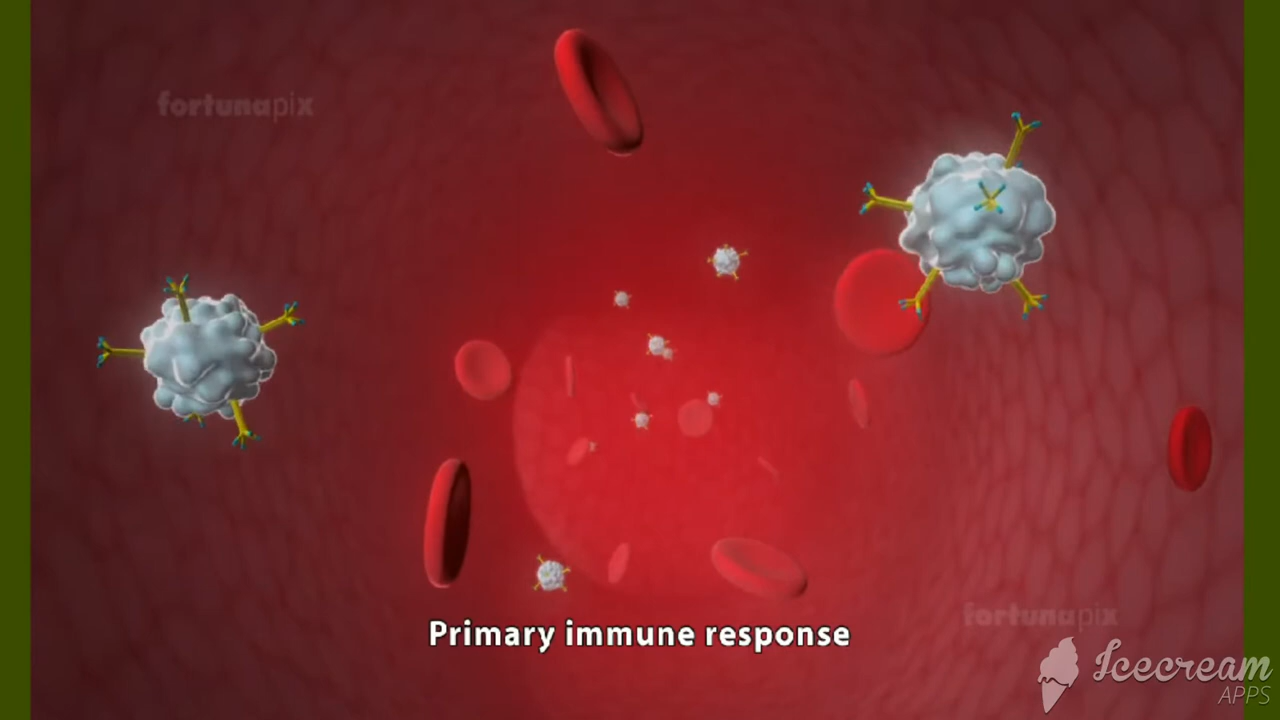 fortunapix
Primary immune response
fortunapix
Icecream
APPS